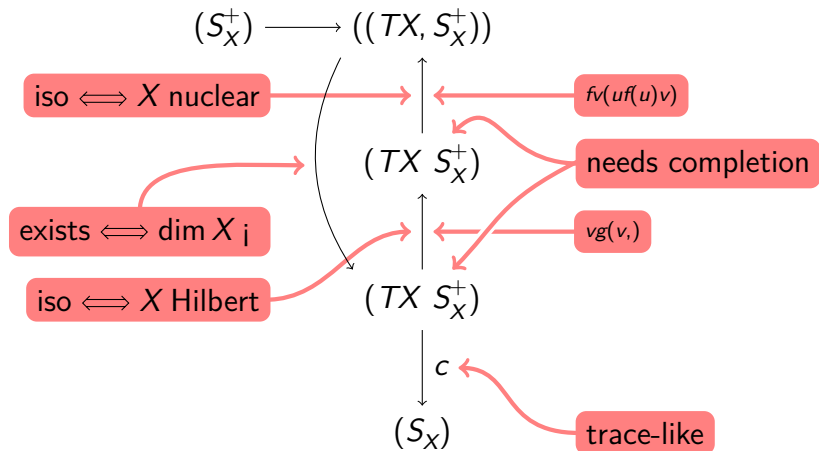 (S_X^+) ⟶ ((TX, S_X^+))
iso ⟺ X nuclear
fv(uf(u)v)
(TX S_X^+)
needs completion
exists ⟺ dim X ¡
vg(v,)
iso ⟺ X Hilbert
(TX S_X^+)
c
(S_X)
trace-like